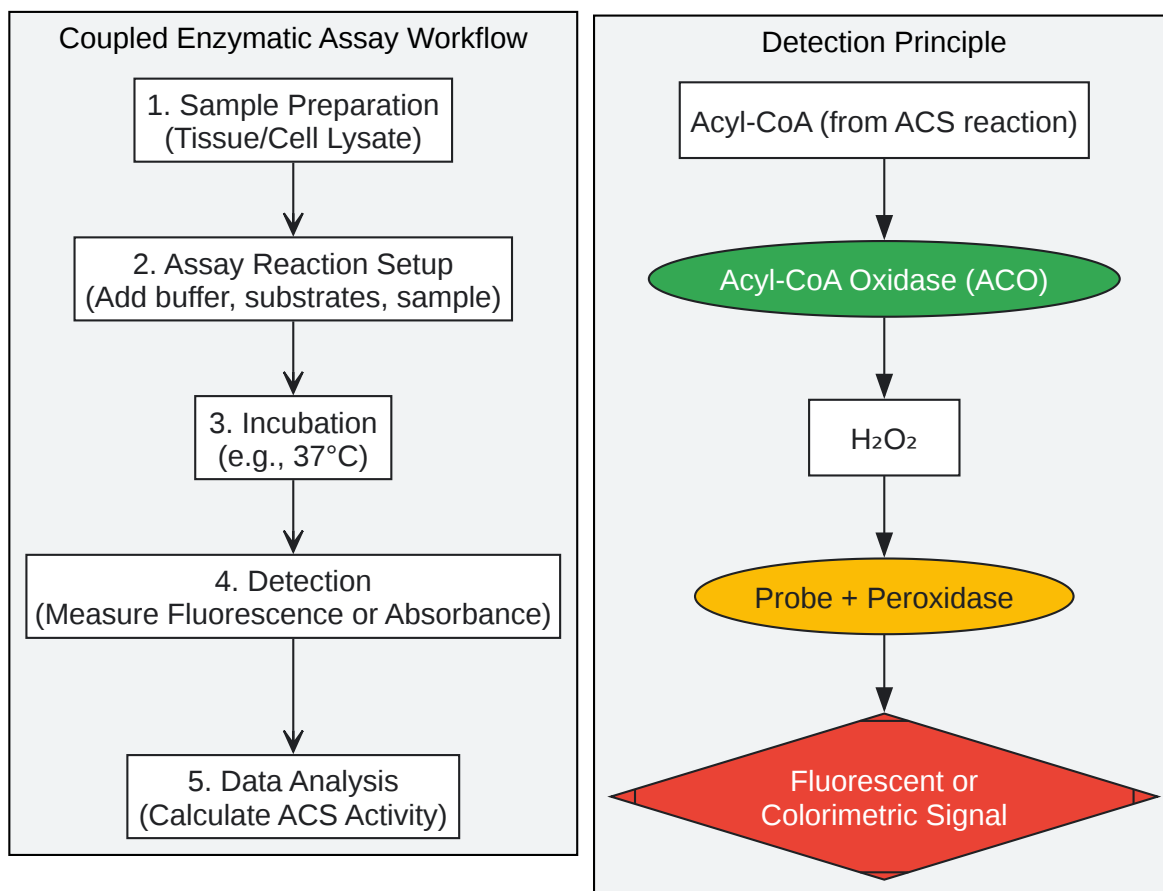 Coupled Enzymatic Assay Workflow
1. Sample Preparation
(Tissue/Cell Lysate)
2. Assay Reaction Setup
(Add buffer, substrates, sample)
3. Incubation
(e.g., 37°C)
4. Detection
(Measure Fluorescence or Absorbance)
5. Data Analysis
(Calculate ACS Activity)
Detection Principle
Acyl-CoA (from ACS reaction)
Acyl-CoA Oxidase (ACO)
H₂O₂
Probe + Peroxidase
Fluorescent or
Colorimetric Signal